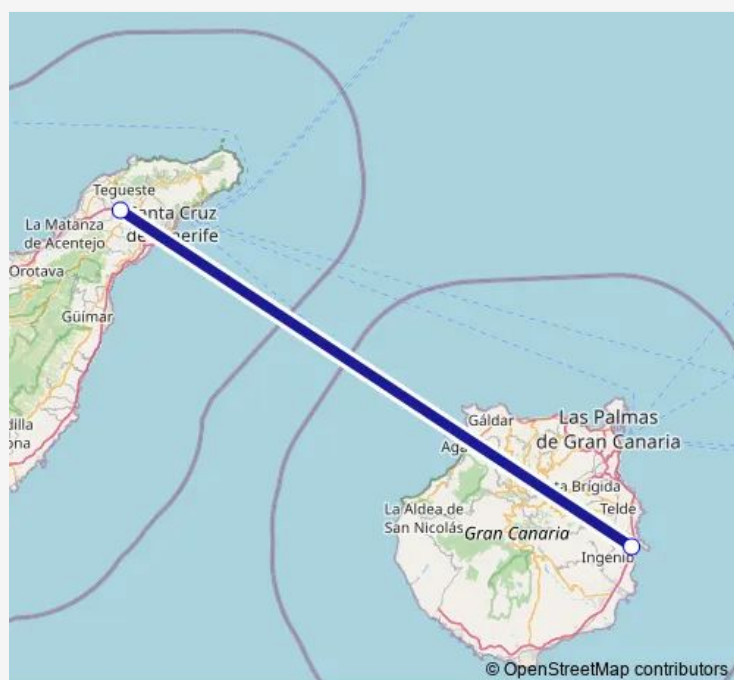 Tegueste
Santa Cruz
de Tenerife
La Matanza
de Acentejo
Orotava
Güímar
dilla
ona
Gáldar
Las Palmas
de Gran Canaria
Aga
ta Brígida
La Aldea de
San Nicolás
Telde
Gran Canaria
Ingenio
© OpenStreetMap contributors